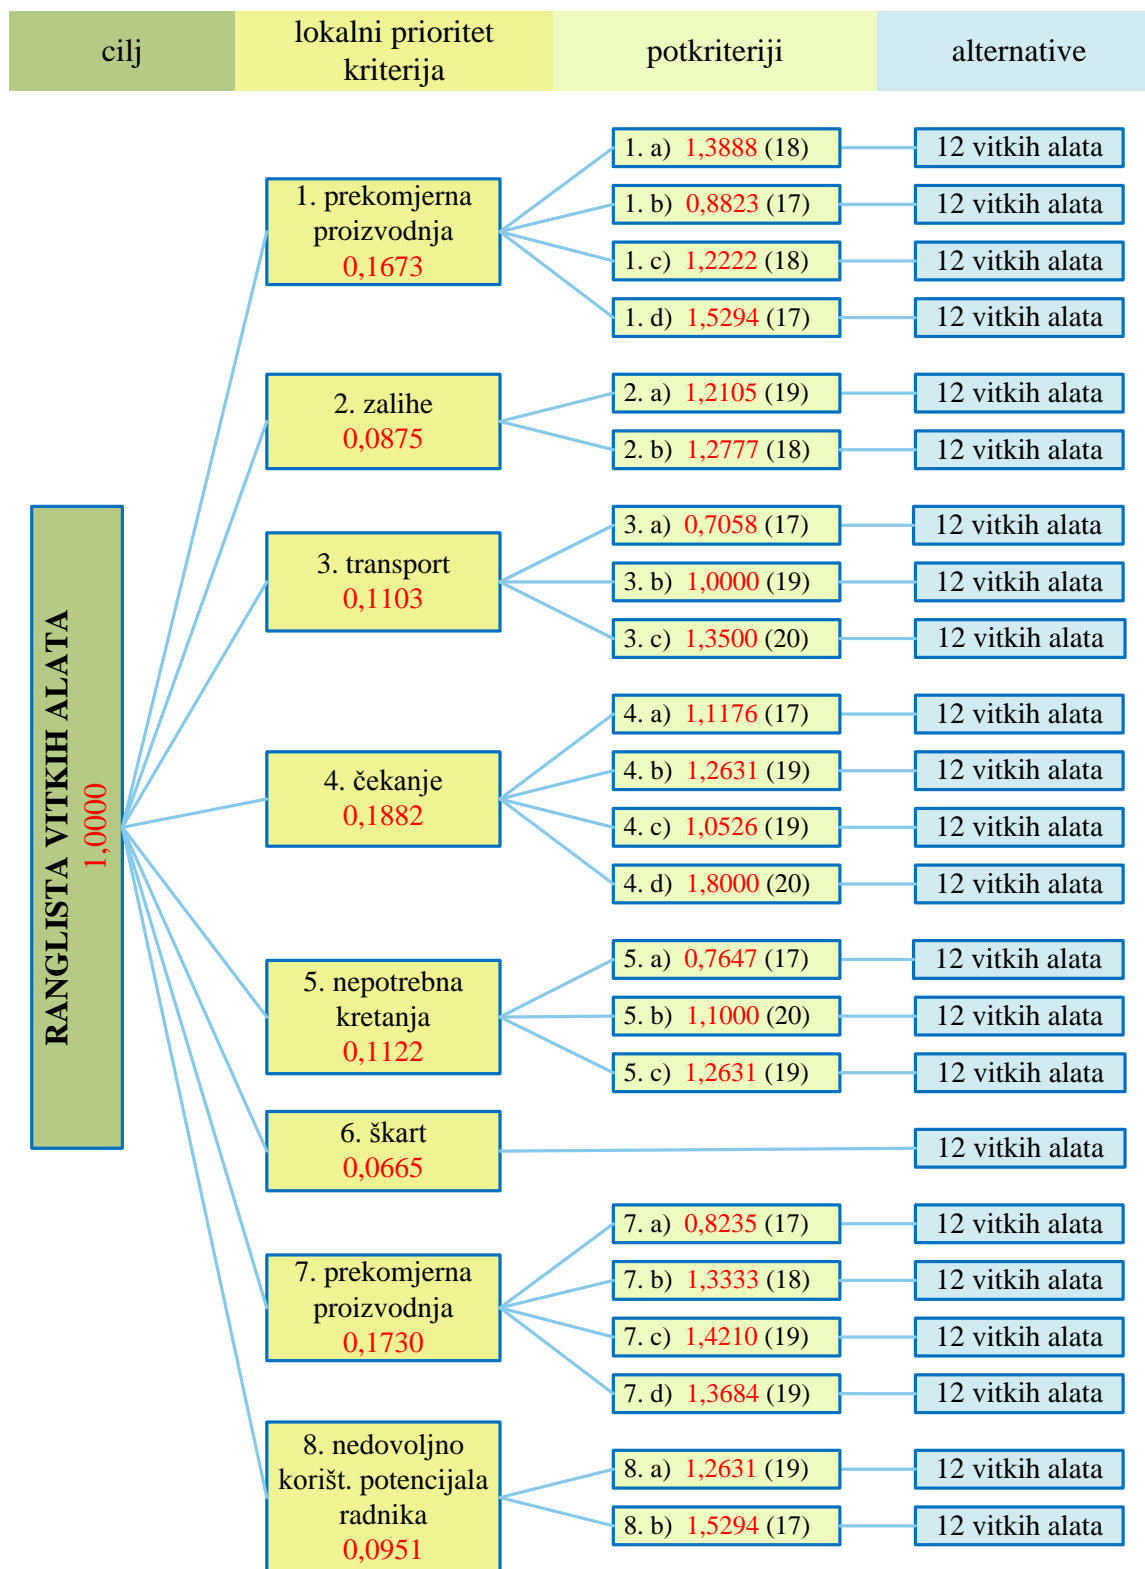 cilj
lokalni prioritet
kriterija
potkriteriji
alternative
RANGLISTA VITKIH ALATA
1,0000
1. prekomjerna
proizvodnja
0,1673
1. a) 1,3888 (18)
12 vitkih alata
1. b) 0,8823 (17)
12 vitkih alata
1. c) 1,2222 (18)
12 vitkih alata
1. d) 1,5294 (17)
12 vitkih alata
2. zalihe
0,0875
2. a) 1,2105 (19)
12 vitkih alata
2. b) 1,2777 (18)
12 vitkih alata
3. transport
0,1103
3. a) 0,7058 (17)
12 vitkih alata
3. b) 1,0000 (19)
12 vitkih alata
3. c) 1,3500 (20)
12 vitkih alata
4. čekanje
0,1882
4. a) 1,1176 (17)
12 vitkih alata
4. b) 1,2631 (19)
12 vitkih alata
4. c) 1,0526 (19)
12 vitkih alata
4. d) 1,8000 (20)
12 vitkih alata
5. nepotrebna
kretanja
0,1122
5. a) 0,7647 (17)
12 vitkih alata
5. b) 1,1000 (20)
12 vitkih alata
5. c) 1,2631 (19)
12 vitkih alata
6. škart
0,0665
12 vitkih alata
7. prekomjerna
proizvodnja
0,1730
7. a) 0,8235 (17)
12 vitkih alata
7. b) 1,3333 (18)
12 vitkih alata
7. c) 1,4210 (19)
12 vitkih alata
7. d) 1,3684 (19)
12 vitkih alata
8. nedovoljno
korišt. potencijala
radnika
0,0951
8. a) 1,2631 (19)
12 vitkih alata
8. b) 1,5294 (17)
12 vitkih alata